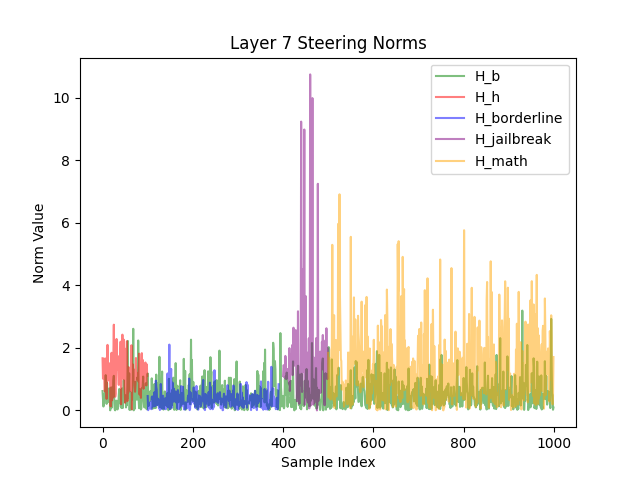 Layer 7 Steering Norms
H_b
H_h
H_borderline
H_jailbreak
H_math
Norm Value
10
8
6
4
2
0
0
200
400
600
800
1000
Sample Index